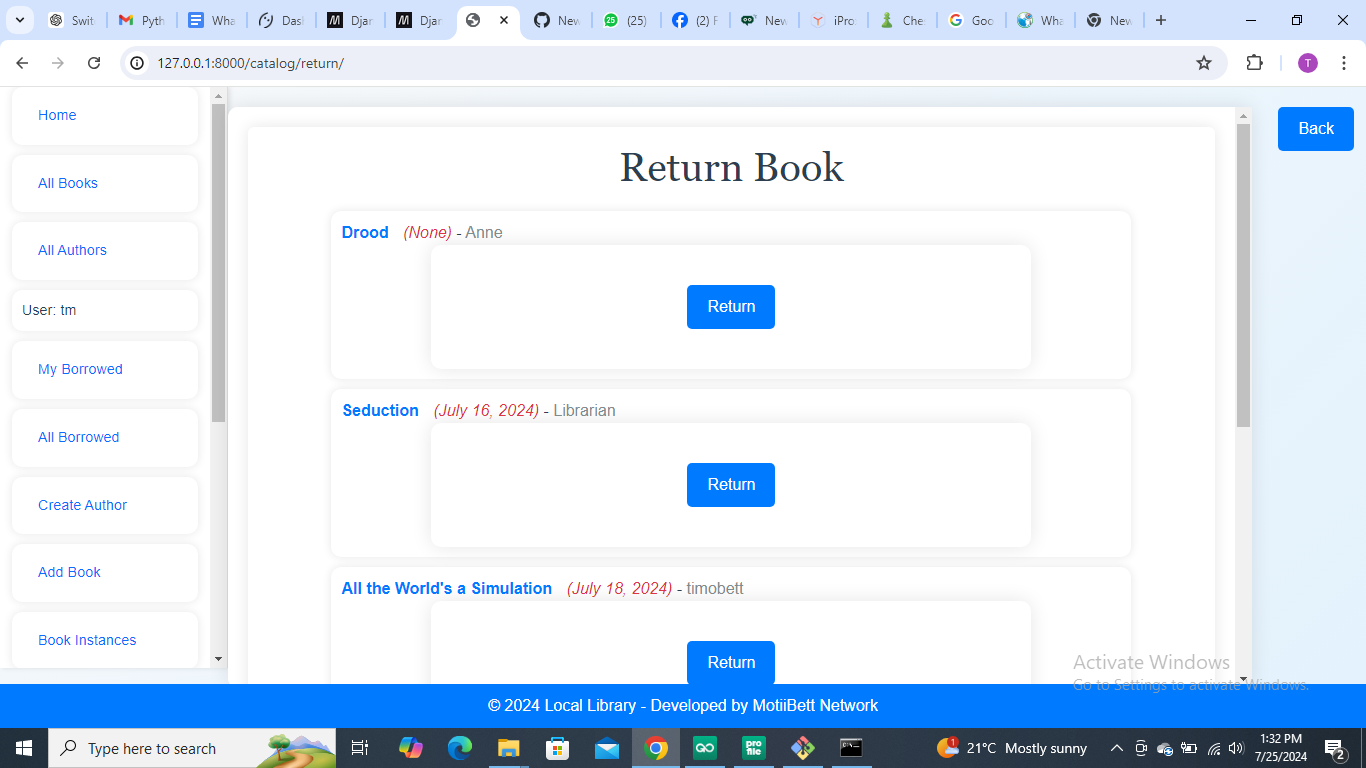 Swit
Pyth
Wha
Dash
Djar
Djar
New
(25)
(2) F
New
iPro
Che
Goo
Wha
New
127.0.0.1:8000/catalog/return/
T
Home
All Books
All Authors
User: tm
My Borrowed
All Borrowed
Create Author
Add Book
Book Instances
Back
Return Book
Drood (None) - Anne
Return
Seduction (July 16, 2024) - Librarian
Return
All the World's a Simulation (July 18, 2024) - timobett
Return
Activate Windows
Go to Settings to activate Windows.
© 2024 Local Library - Developed by MotiiBett Network
Type here to search
21°C Mostly sunny
1:32 PM
7/25/2024
2